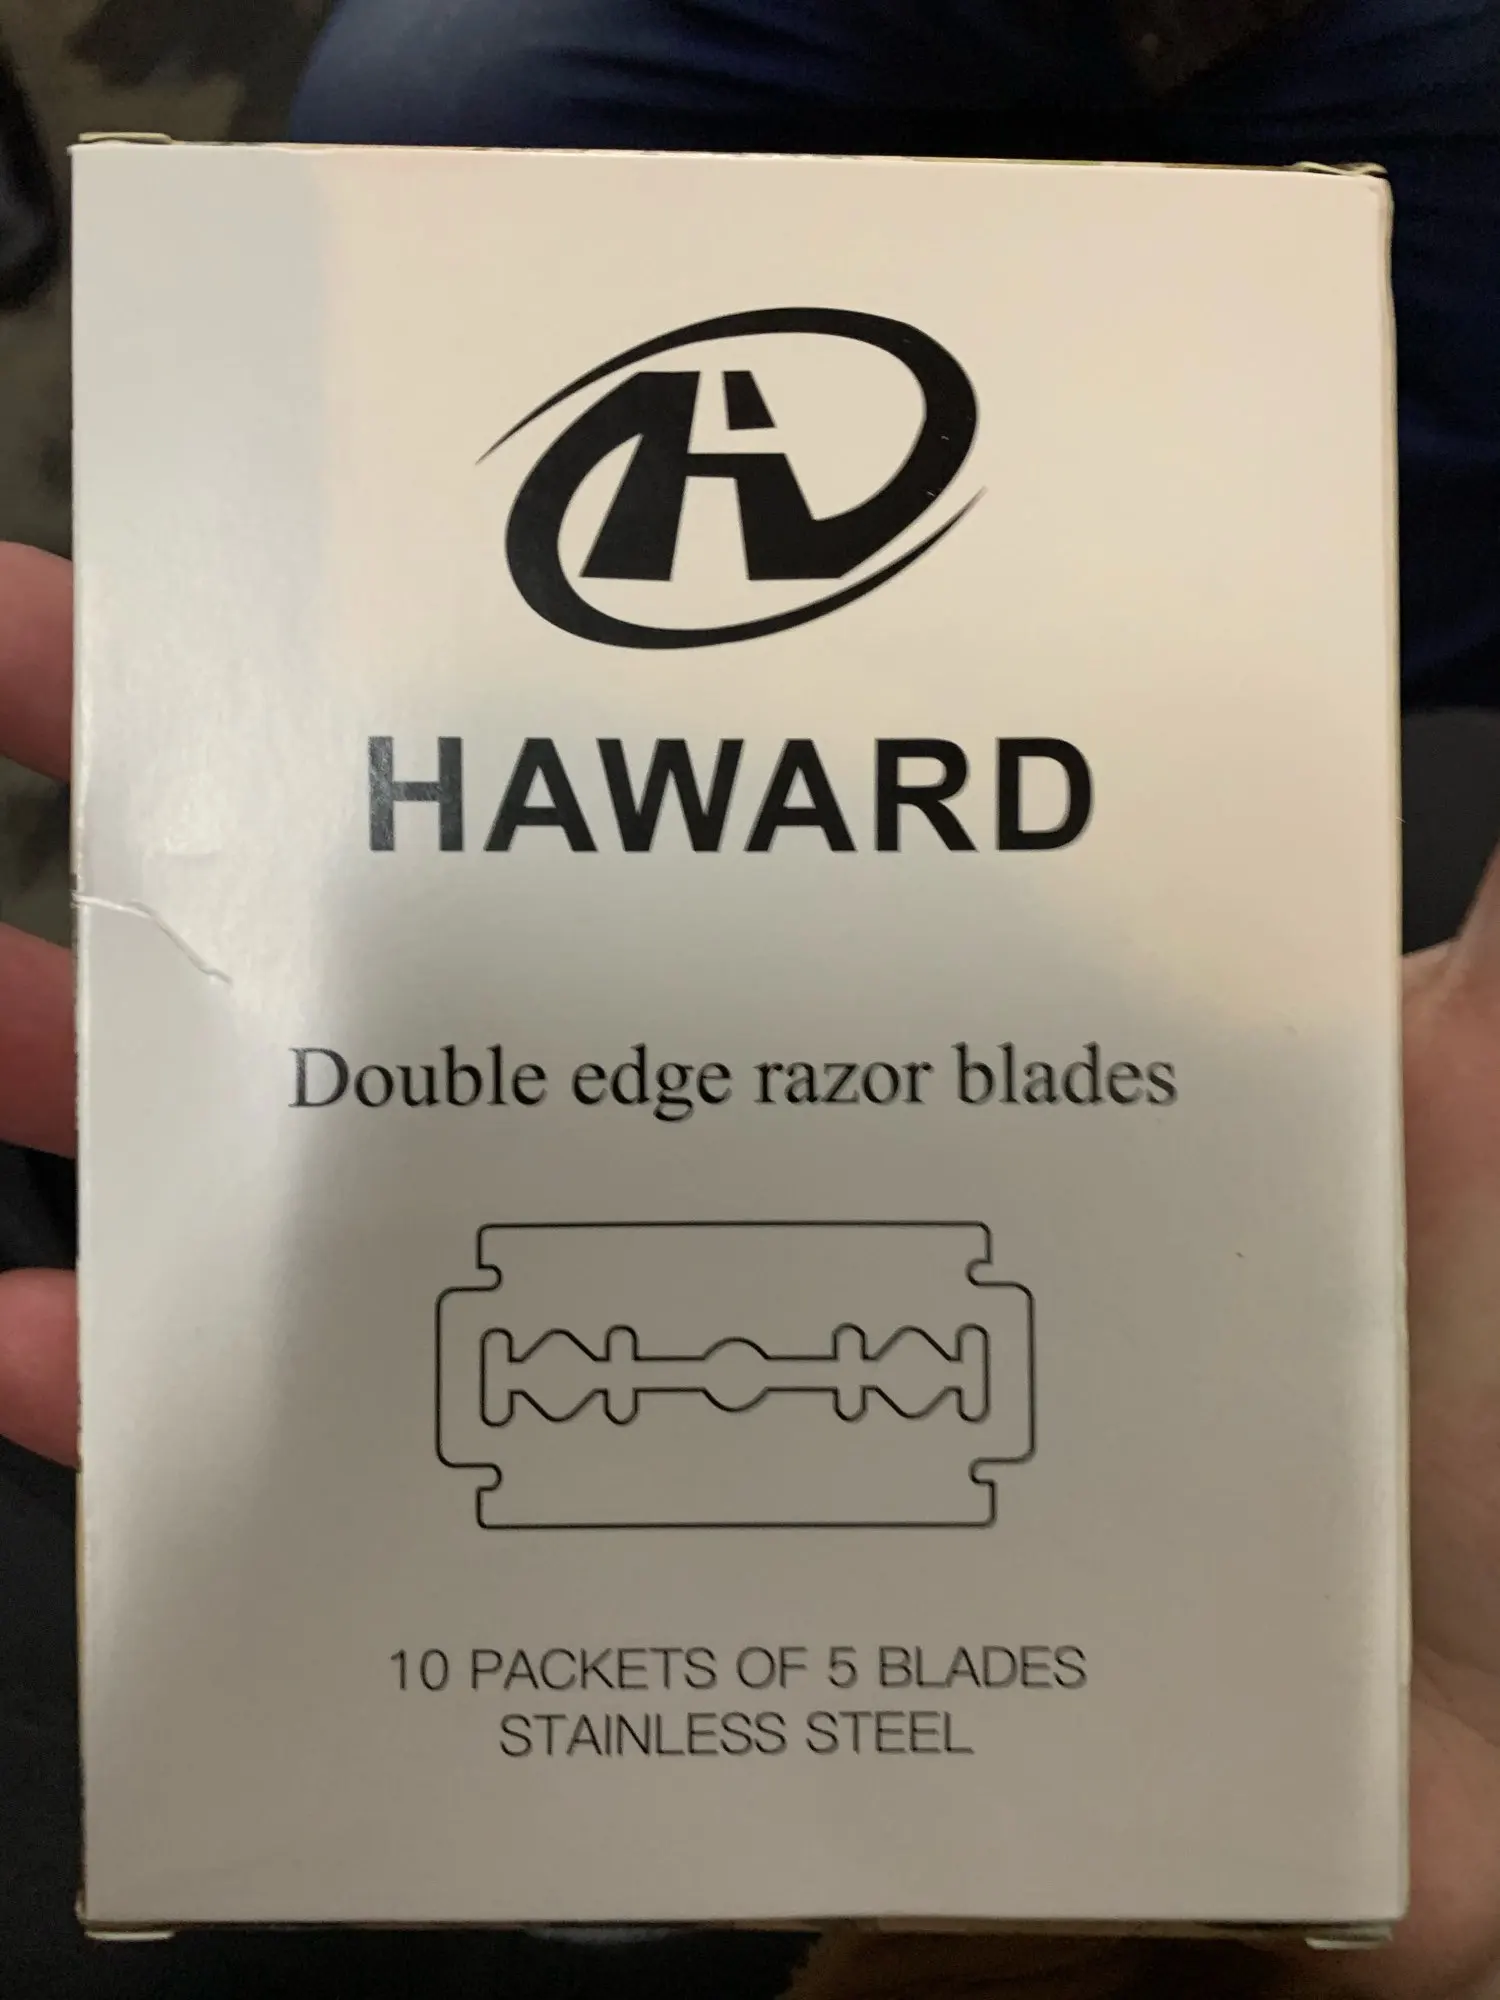 HAWARD
Double edge razor blades
10 PACKETS OF 5 BLADES
STAINLESS STEEL